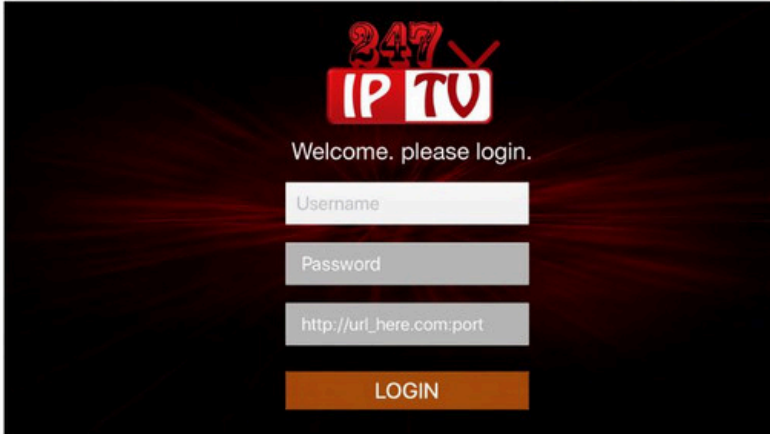 247
IP TV
Welcome. please login.
Username
Password
http://url_here.com:port
LOGIN